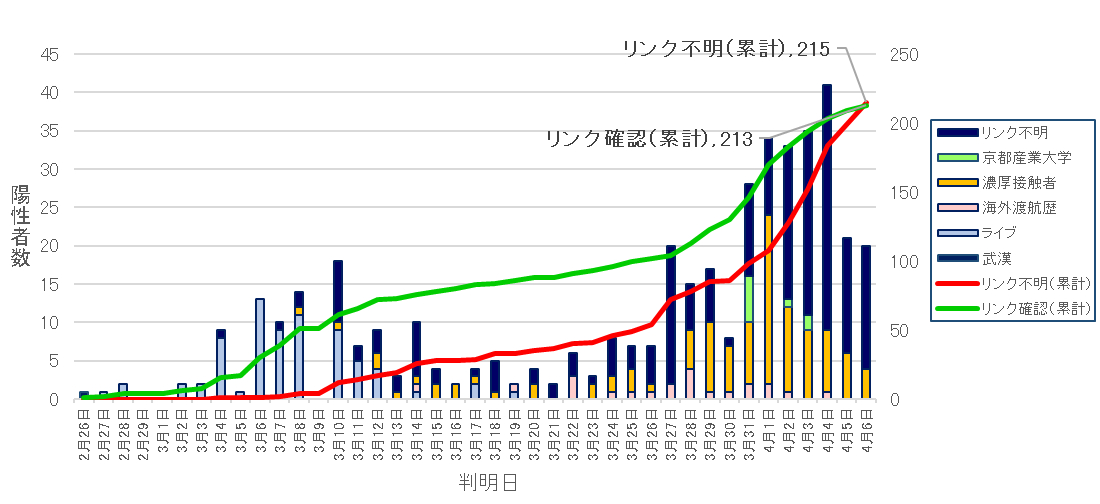 リンク不明(累計),215
リンク確認(累計),213
陽性者数
45
40
35
30
25
20
15
10
5
0
250
200
150
100
50
0
リンク不明
京都産業大学
濃厚接触者
海外渡航歴
ライブ
武漢
リンク不明(累計)
リンク確認(累計)
2月26日
2月27日
2月28日
2月29日
3月1日
3月2日
3月3日
3月4日
3月5日
3月6日
3月7日
3月8日
3月9日
3月10日
3月11日
3月12日
3月13日
3月14日
3月15日
3月16日
3月17日
3月18日
3月19日
3月20日
3月21日
3月22日
3月23日
3月24日
3月25日
3月26日
3月27日
3月28日
3月29日
3月30日
3月31日
4月1日
4月2日
4月3日
4月4日
4月5日
4月6日
判明日